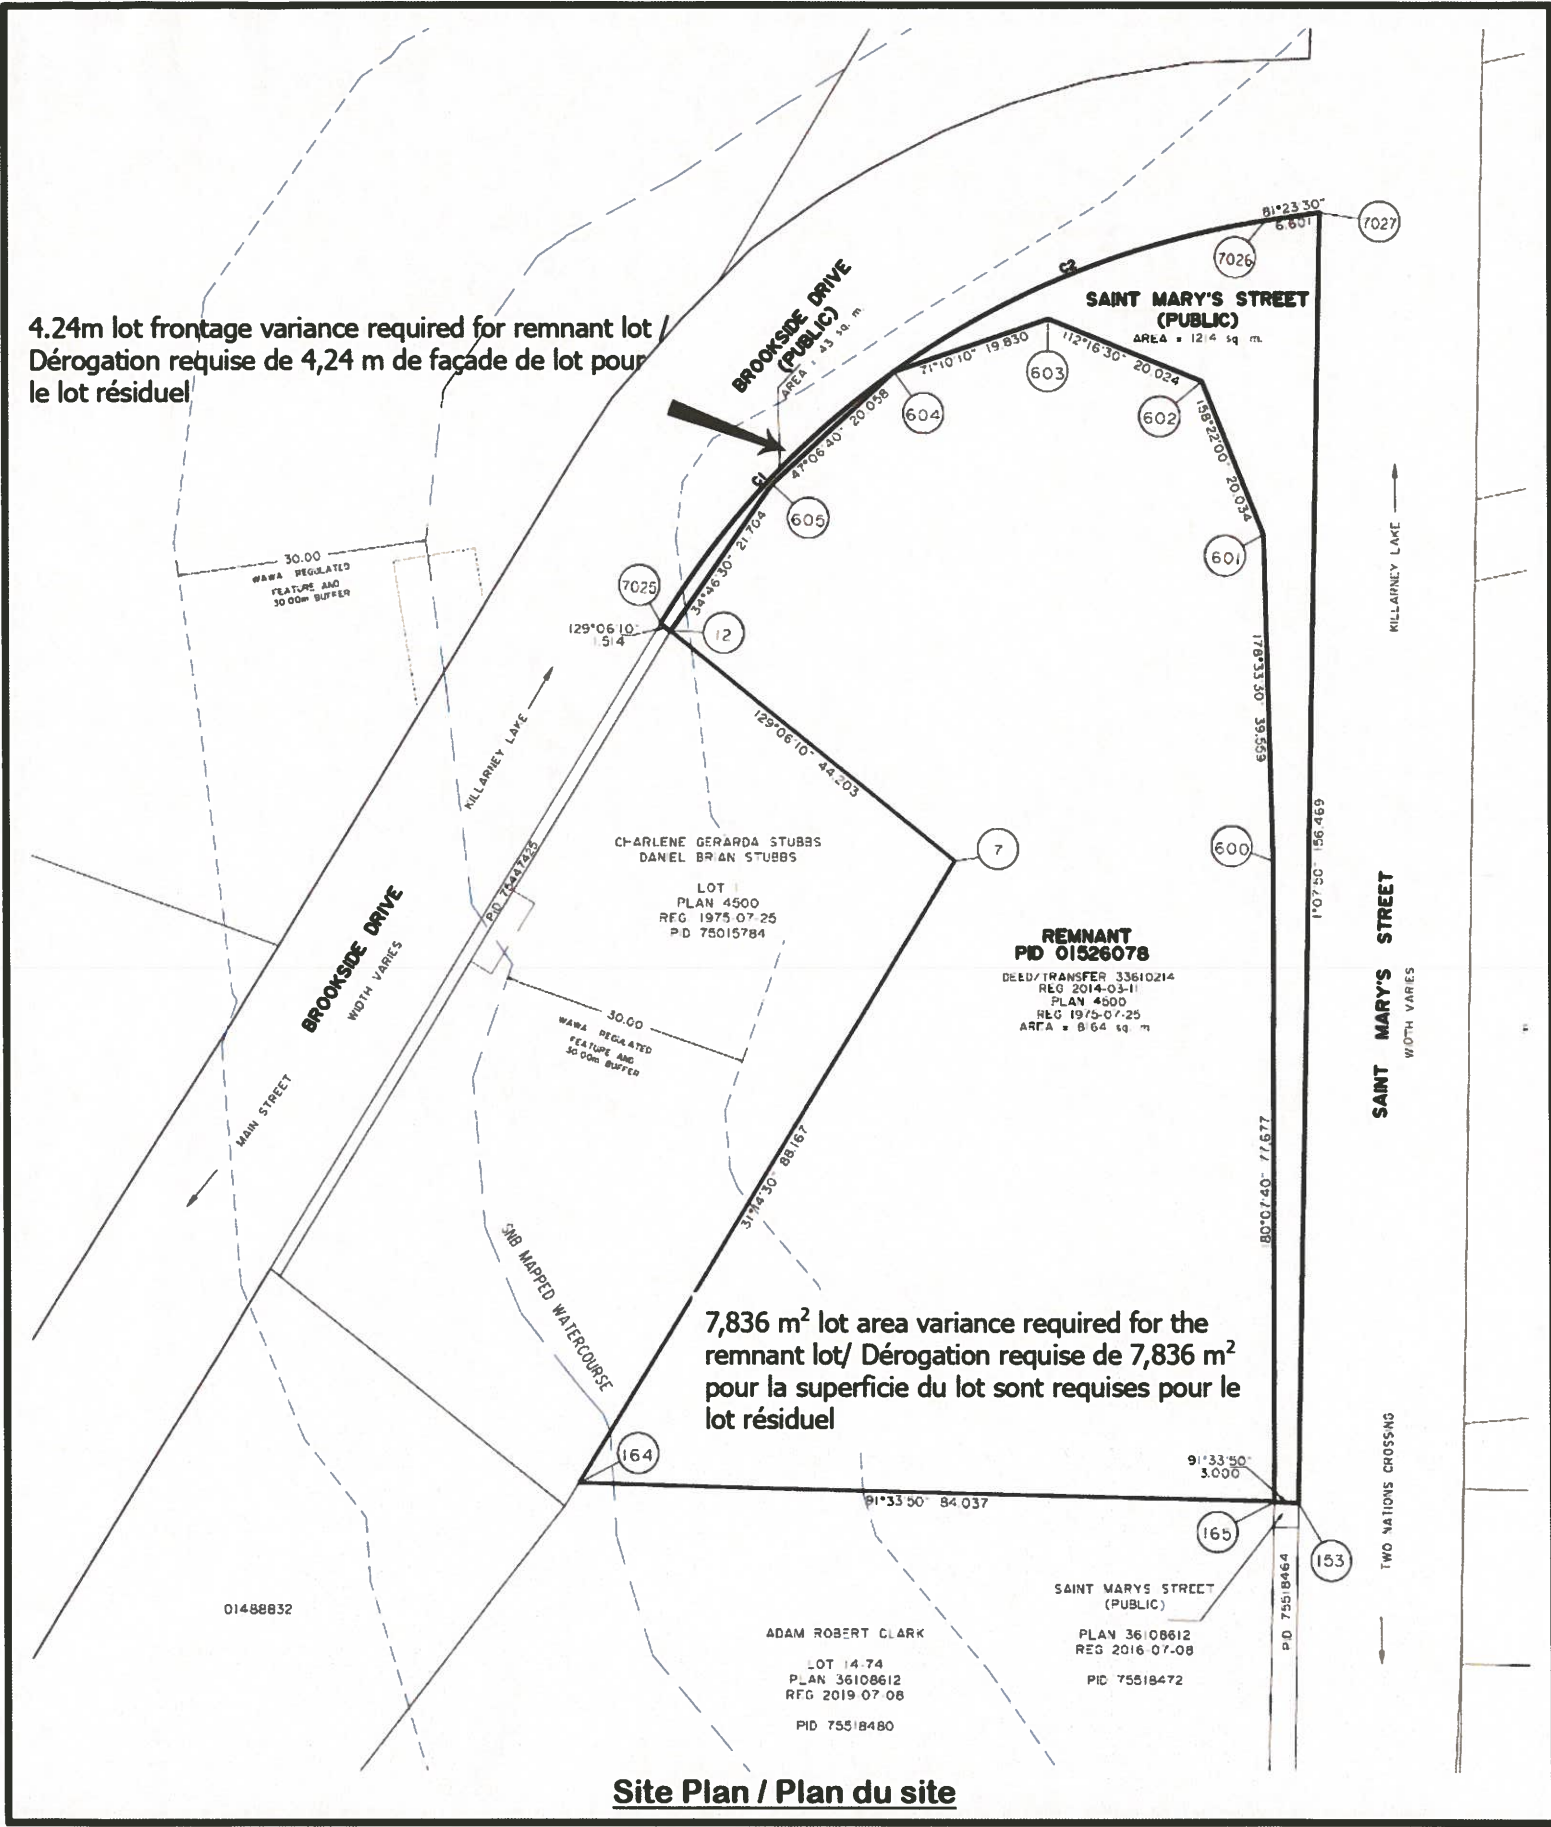 81°23'30"
6.601
7027
7026
C2
SAINT MARY'S STREET
(PUBLIC)
AREA = 1214 sq. m.
BROOKSIDE DRIVE
(PUBLIC)
AREA = 43 sq. m.
4.24m lot frontage variance required for remnant lot /
Dérogation requise de 4,24 m de façade de lot pour
le lot résiduel
71°10'10" 19.830
112°16'30" 20.024
603
604
602
47°06'40" 20.058
158°22'00" 20.034
C1
605
601
34°46'30" 21.704
30.00
WAWA REGULATED
FEATURE AND
30.00m BUFFER
7025
129°06'10"
1.514
12
KILLARNEY LAKE
KILLARNEY LAKE
178°33'30" 39.559
129°06'10" 44.203
1°07'50" 156.469
600
7
CHARLENE GERARDA STUBBS
DANIEL BRIAN STUBBS
LOT 1
PLAN 4500
REG. 1975-07-25
PID 75015784
PID 75447425
BROOKSIDE DRIVE
WIDTH VARIES
MAIN STREET
REMNANT
PID 01526078
DEED/TRANSFER 33610214
REG 2014-03-11
PLAN 4500
REG 1975-07-25
AREA = 8164 sq. m
SAINT MARY'S STREET
WIDTH VARIES
30.00
WAWA REGULATED
FEATURE AND
30.00m BUFFER
31°14'30" 88.167
180°07'40" 77.677
SNB MAPPED WATERCOURSE
7,836 m² lot area variance required for the
remnant lot/ Dérogation requise de 7,836 m²
pour la superficie du lot sont requises pour le
lot résiduel
164
91°33'50"
3.000
91°33'50" 84.037
165
153
TWO NATIONS CROSSING
01488832
ADAM ROBERT CLARK
LOT 14-74
PLAN 36108612
REG 2019-07-08
PID 75518480
SAINT MARYS STREET
(PUBLIC)
PLAN 36108612
REG 2016-07-08
PID 75518472
PID 75518464
Site Plan / Plan du site